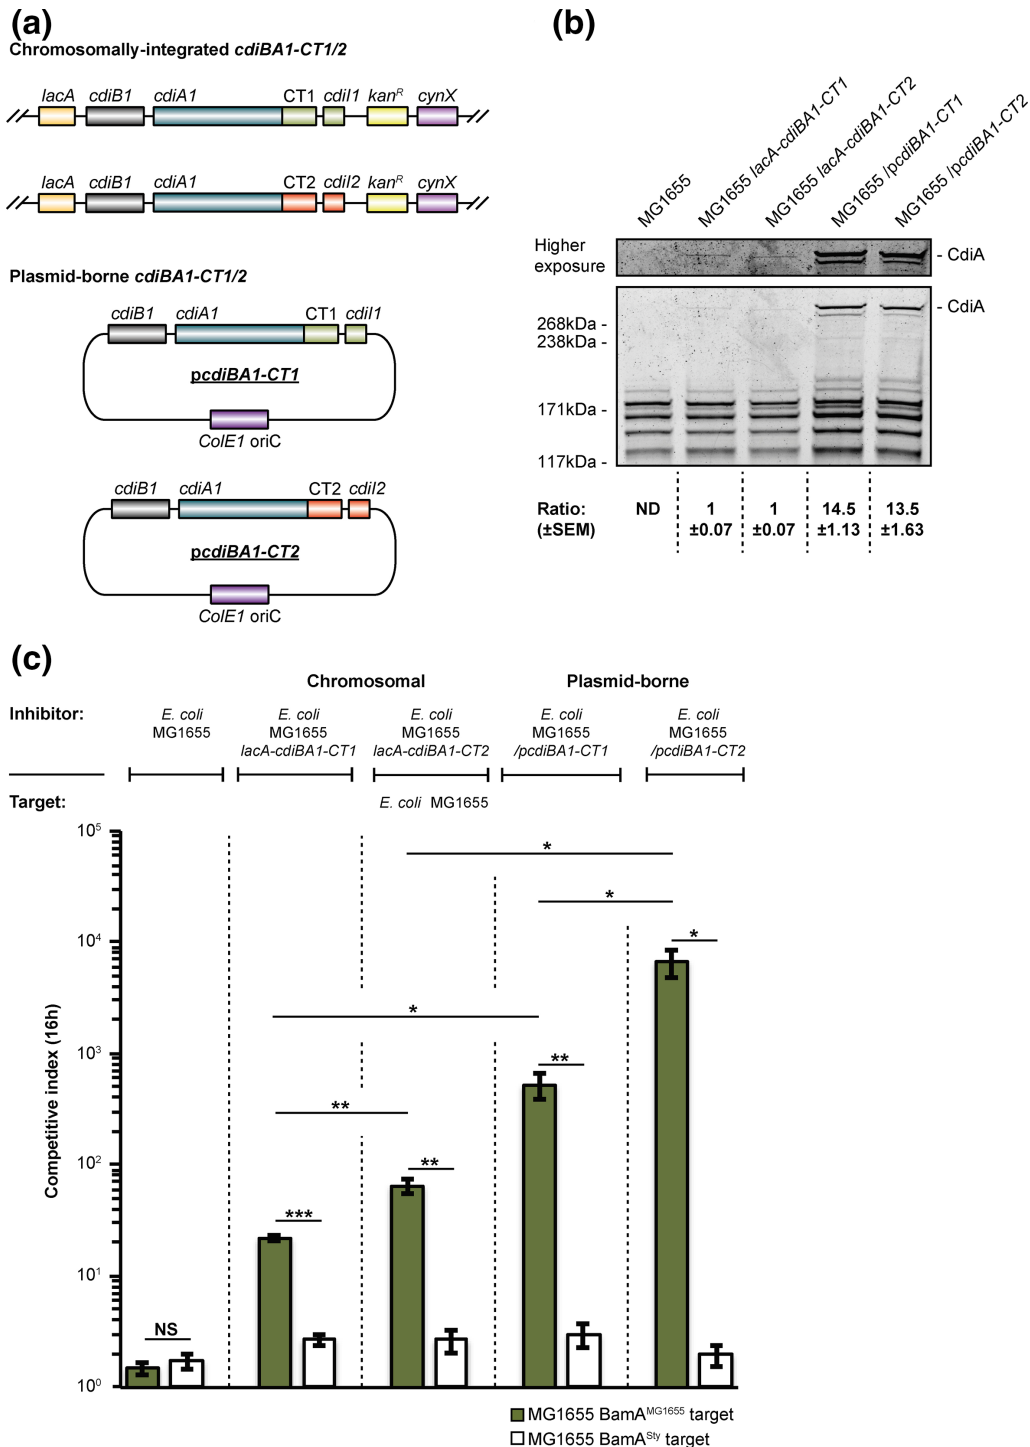 (a)
Chromosomally-integrated cdiBA1-CT1/2
lacA cdiB1 cdiA1 CT1 cdiI1 kanR cynX
lacA cdiB1 cdiA1 CT2 cdiI2 kanR cynX
Plasmid-borne cdiBA1-CT1/2
cdiB1 cdiA1 CT1 cdiI1
pcdiBA1-CT1
ColE1 oriC
cdiB1 cdiA1 CT2 cdiI2
pcdiBA1-CT2
ColE1 oriC
(b)
MG1655
MG1655 lacA-cdiBA1-CT1
MG1655 lacA-cdiBA1-CT2
MG1655 /pcdiBA1-CT1
MG1655 /pcdiBA1-CT2
Higher
exposure
- CdiA
- CdiA
268kDa -
238kDa -
171kDa -
117kDa -
Ratio: ND 1 1 14.5 13.5
(±SEM) ±0.07 ±0.07 ±1.13 ±1.63
(c)
Chromosomal Plasmid-borne
Inhibitor:
E. coli
MG1655
E. coli
MG1655
lacA-cdiBA1-CT1
E. coli
MG1655
lacA-cdiBA1-CT2
E. coli
MG1655
/pcdiBA1-CT1
E. coli
MG1655
/pcdiBA1-CT2
Target: E. coli MG1655
Competitive index (16h)
10⁵
10⁴
10³
10²
10¹
10⁰
*
*
*
*
**
**
**
***
NS
MG1655 BamAᴹᴳ¹⁶⁵⁵ target
MG1655 BamAˢᵗʸ target